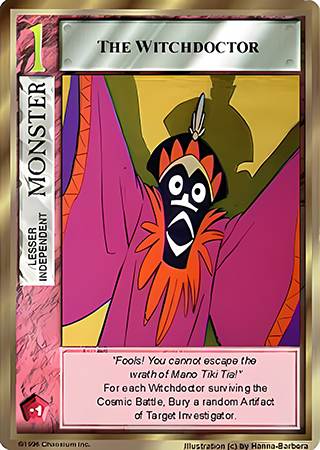 THE WITCHDOCTOR
1
MONSTER
LESSER
INDEPENDENT
"Fools! You cannot escape the
wrath of Mano Tiki Tia!"
For each Witchdoctor surviving the
Cosmic Battle, Bury a random Artifact
of Target Investigator.
-1
©1996 Chaosium Inc.
Illustration (c) by Hanna-Barbora